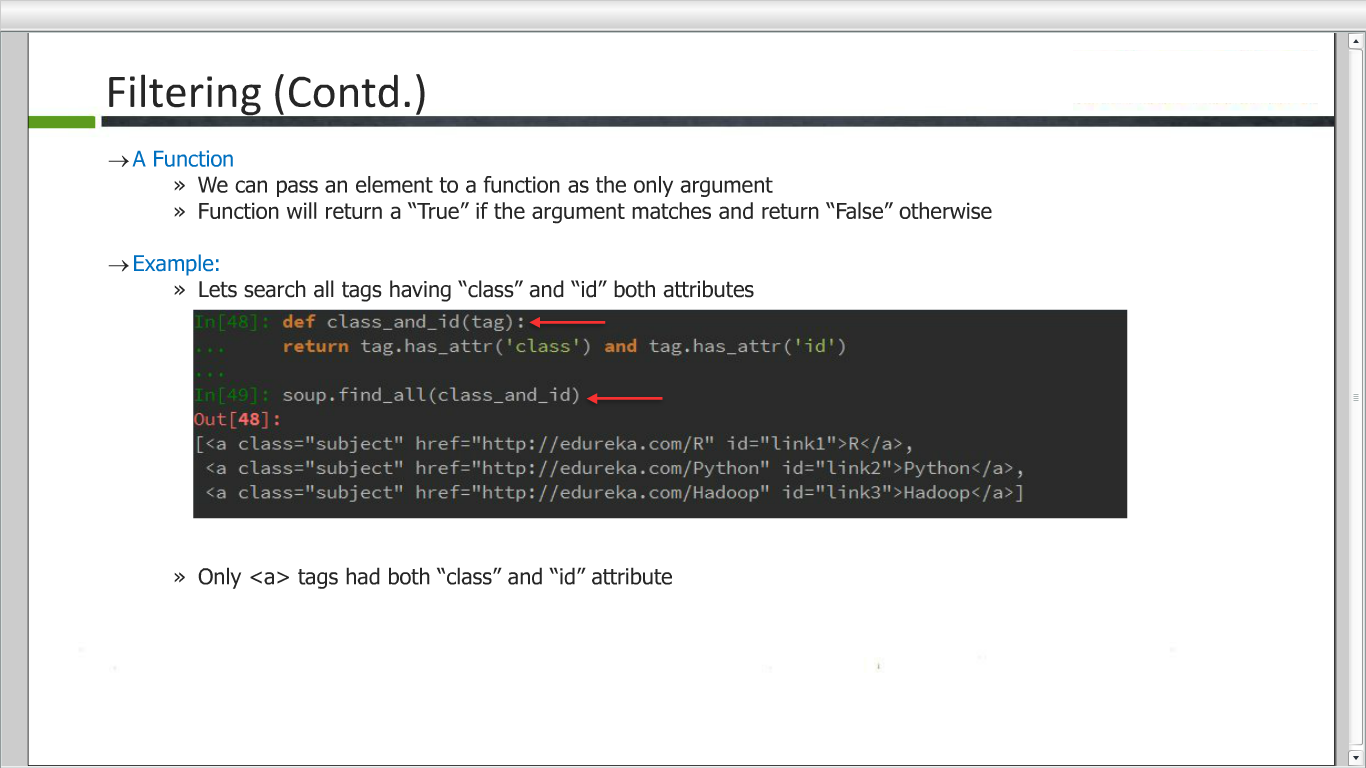 Filtering (Contd.)
→A Function
» We can pass an element to a function as the only argument
» Function will return a “True” if the argument matches and return “False” otherwise
→Example:
» Lets search all tags having “class” and “id” both attributes
In[48]: def class_and_id(tag):
... return tag.has_attr('class') and tag.has_attr('id')
...
In[49]: soup.find_all(class_and_id)
Out[48]:
[<a class="subject" href="http://edureka.com/R" id="link1">R</a>,
<a class="subject" href="http://edureka.com/Python" id="link2">Python</a>,
<a class="subject" href="http://edureka.com/Hadoop" id="link3">Hadoop</a>]
» Only <a> tags had both “class” and “id” attribute